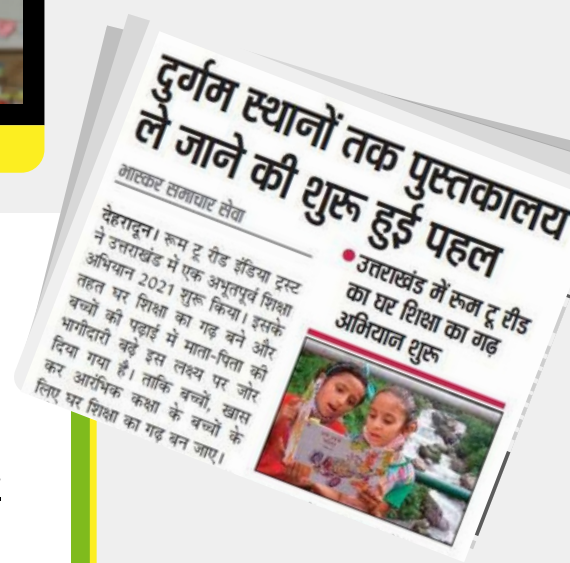 दुर्गम स्थानों तक पुस्तकालय
ले जाने की शुरू हुई पहल
भास्कर समाचार सेवा
देहरादून। रूम टू रीड इंडिया ट्रस्ट
ने उत्तराखंड में एक अभूतपूर्व शिक्षा
अभियान 2021 शुरू किया। इसके
तहत घर शिक्षा का गढ़ बने और
बच्चों की पढ़ाई में माता-पिता की
भागीदारी बढ़े इस लक्ष्य पर जोर
दिया गया है। ताकि बच्चों, खास
कर आरंभिक कक्षा के बच्चों के
लिए घर शिक्षा का गढ़ बन जाए।
उत्तराखंड में रूम टू रीड
का घर शिक्षा का गढ़
अभियान शुरू